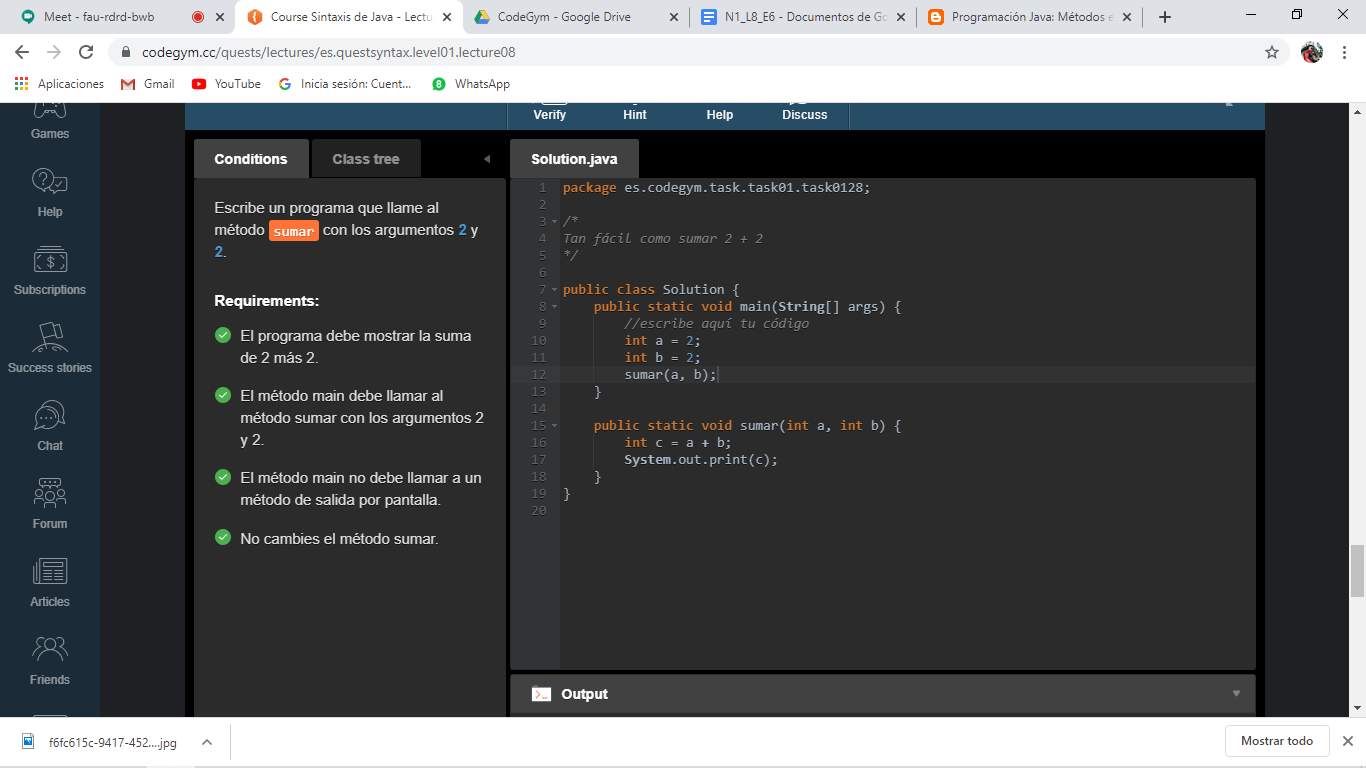 Meet - fau-rdrd-bwb
Course Sintaxis de Java - Lectu
CodeGym - Google Drive
N1_L8_E6 - Documentos de Go
Programación Java: Métodos e
codegym.cc/quests/lectures/es.questsyntax.level01.lecture08
Aplicaciones
Gmail
YouTube
Inicia sesión: Cuent...
8
WhatsApp
Games
Help
Subscriptions
Success stories
Chat
Forum
Articles
Friends
Verify
Hint
Help
Discuss
Conditions
Class tree
Escribe un programa que llame al
método sumar con los argumentos 2 y
2.
Requirements:
El programa debe mostrar la suma
de 2 más 2.
El método main debe llamar al
método sumar con los argumentos 2
y 2.
El método main no debe llamar a un
método de salida por pantalla.
No cambies el método sumar.
Solution.java
1 package es.codegym.task.task01.task0128;
2
3 /*
4 Tan fácil como sumar 2 + 2
5 */
6
7 public class Solution {
8 public static void main(String[] args) {
9 //escribe aquí tu código
10 int a = 2;
11 int b = 2;
12 sumar(a, b);
13 }
14
15 public static void sumar(int a, int b) {
16 int c = a + b;
17 System.out.print(c);
18 }
19 }
20
Output
f6fc615c-9417-452....jpg
Mostrar todo